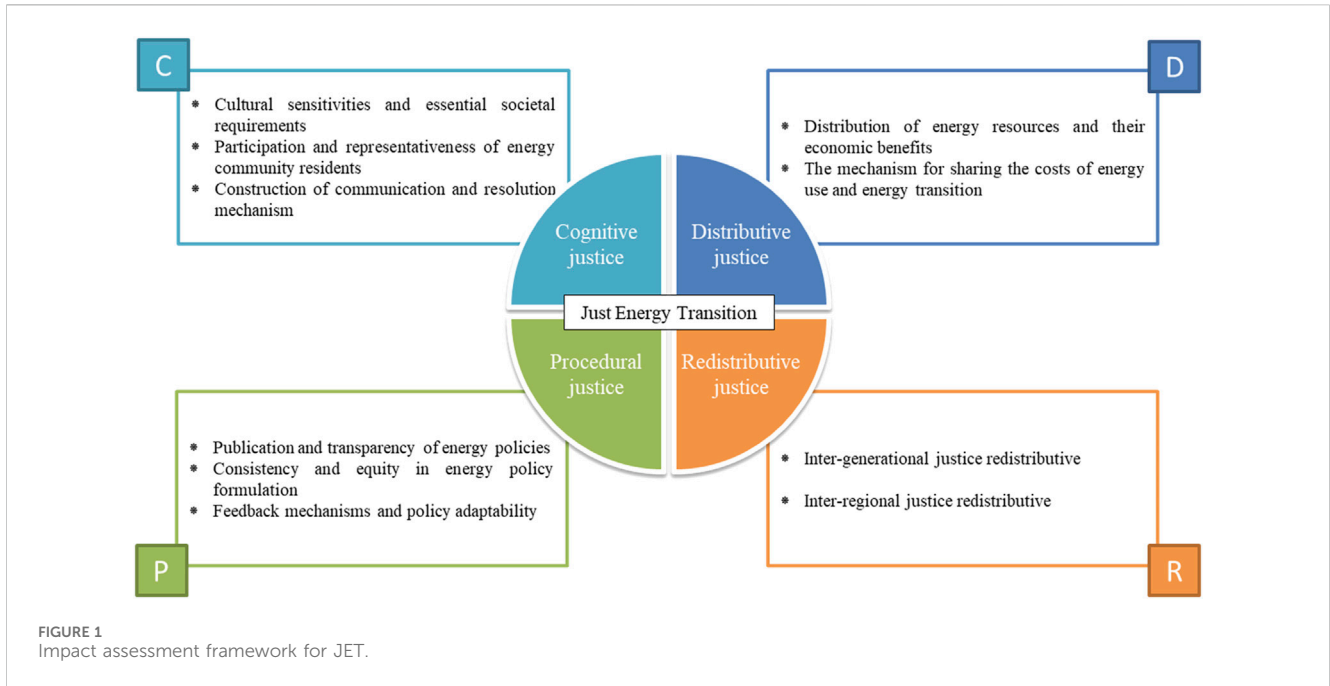 C
* Cultural sensitivities and essential societal
requirements
* Participation and representativeness of energy
community residents
* Construction of communication and resolution
mechanism
D
* Distribution of energy resources and their
economic benefits
* The mechanism for sharing the costs of energy
use and energy transition
Cognitive
justice
Distributive
justice
Just Energy Transition
Procedural
justice
Redistributive
justice
* Publication and transparency of energy policies
* Consistency and equity in energy policy
formulation
* Feedback mechanisms and policy adaptability
P
* Inter-generational justice redistributive
* Inter-regional justice redistributive
R
FIGURE 1
Impact assessment framework for JET.